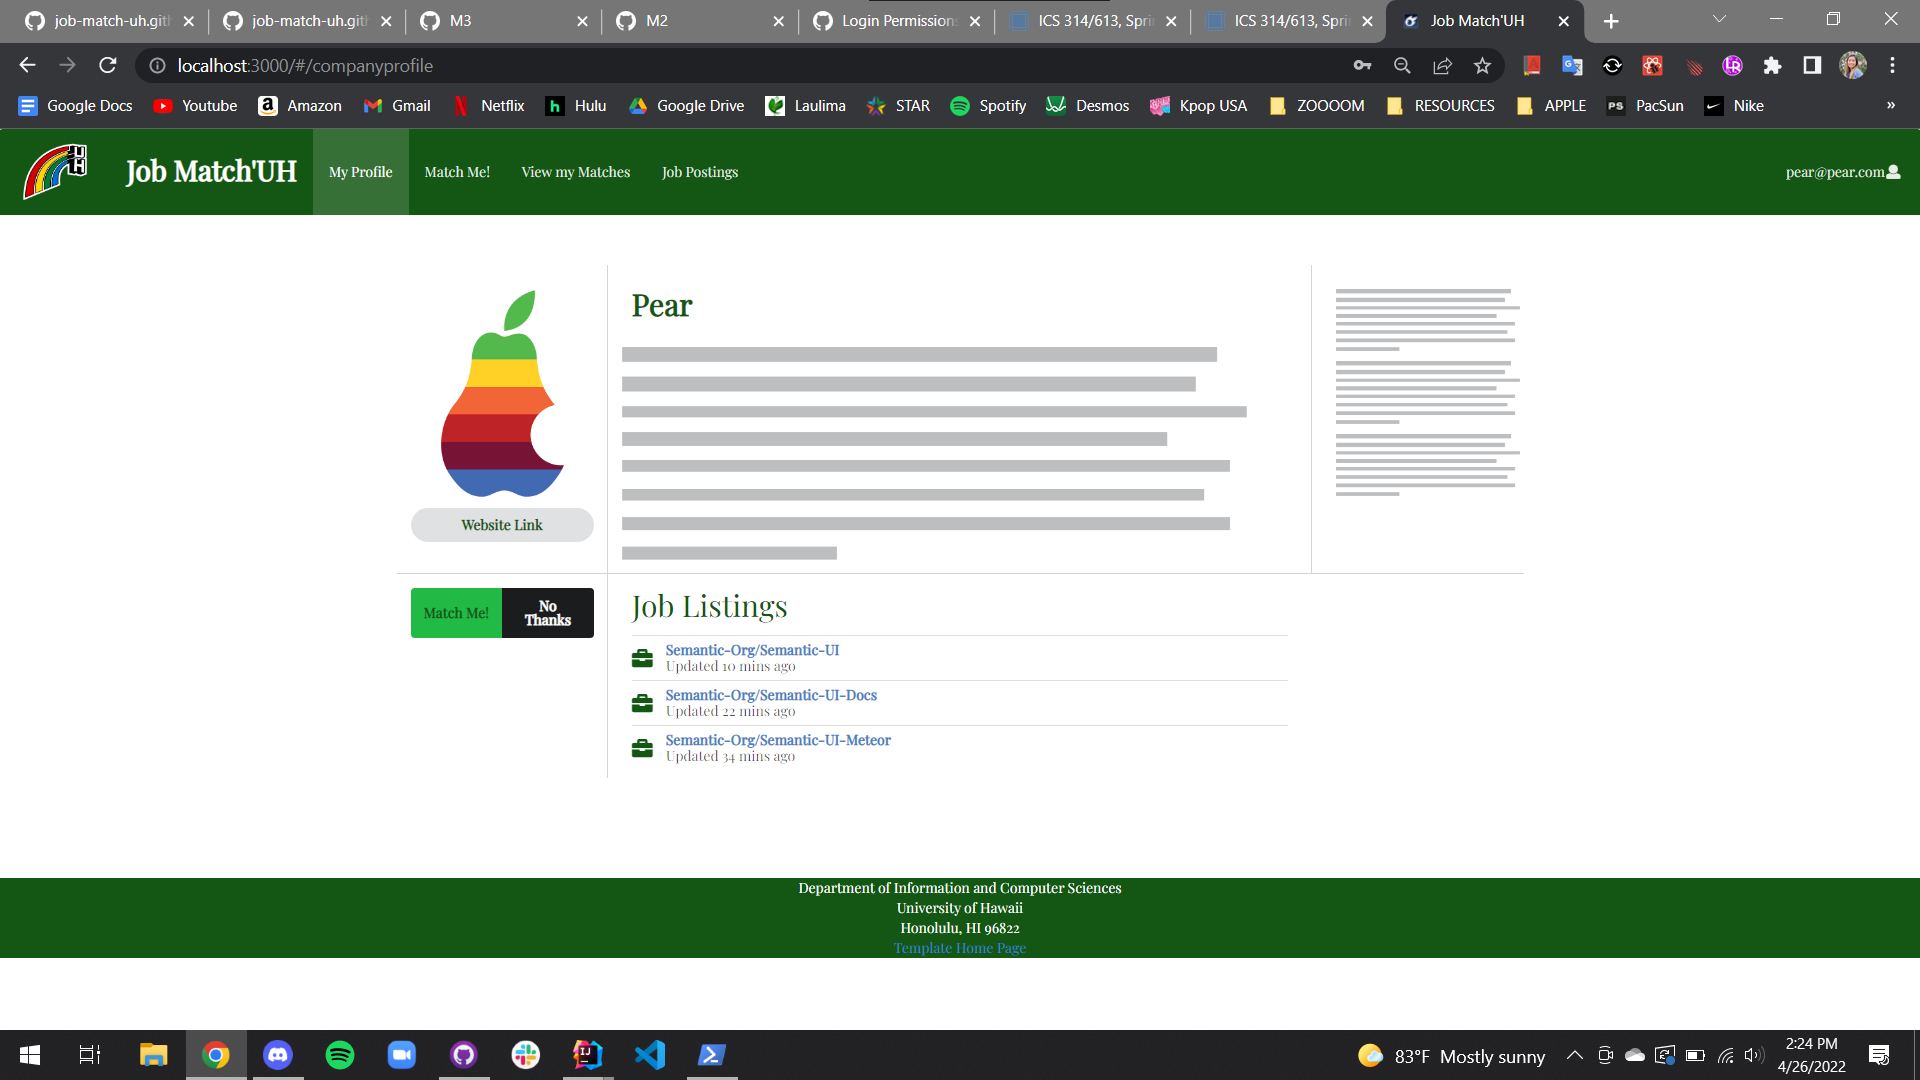 job-match-uh.gith
job-match-uh.gith
M3
M2
Login Permissions
ICS 314/613, Spri
ICS 314/613, Spri
Job Match'UH
localhost:3000/#/companyprofile
Google Docs
Youtube
Amazon
Gmail
Netflix
Hulu
Google Drive
Laulima
STAR
Spotify
Desmos
Kpop USA
ZOOOOM
RESOURCES
APPLE
PacSun
Nike
»
Job Match'UH
My Profile
Match Me!
View my Matches
Job Postings
pear@pear.com
Pear
Website Link
Match Me!
No
Thanks
Job Listings
Semantic-Org/Semantic-UI
Updated 10 mins ago
Semantic-Org/Semantic-UI-Docs
Updated 22 mins ago
Semantic-Org/Semantic-UI-Meteor
Updated 34 mins ago
Department of Information and Computer Sciences
University of Hawaii
Honolulu, HI 96822
Template Home Page
83°F Mostly sunny
2:24 PM
4/26/2022